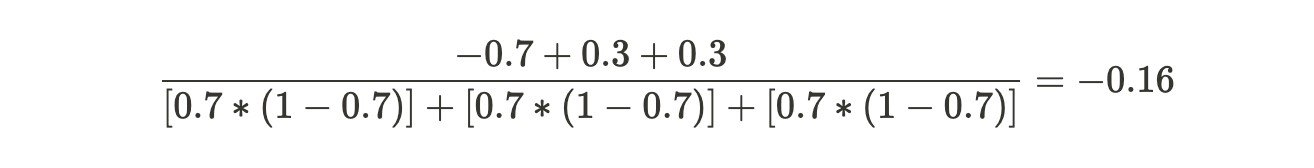 −0.7 + 0.3 + 0.3
[0.7 ∗ (1 − 0.7)] + [0.7 ∗ (1 − 0.7)] + [0.7 ∗ (1 − 0.7)]
= −0.16